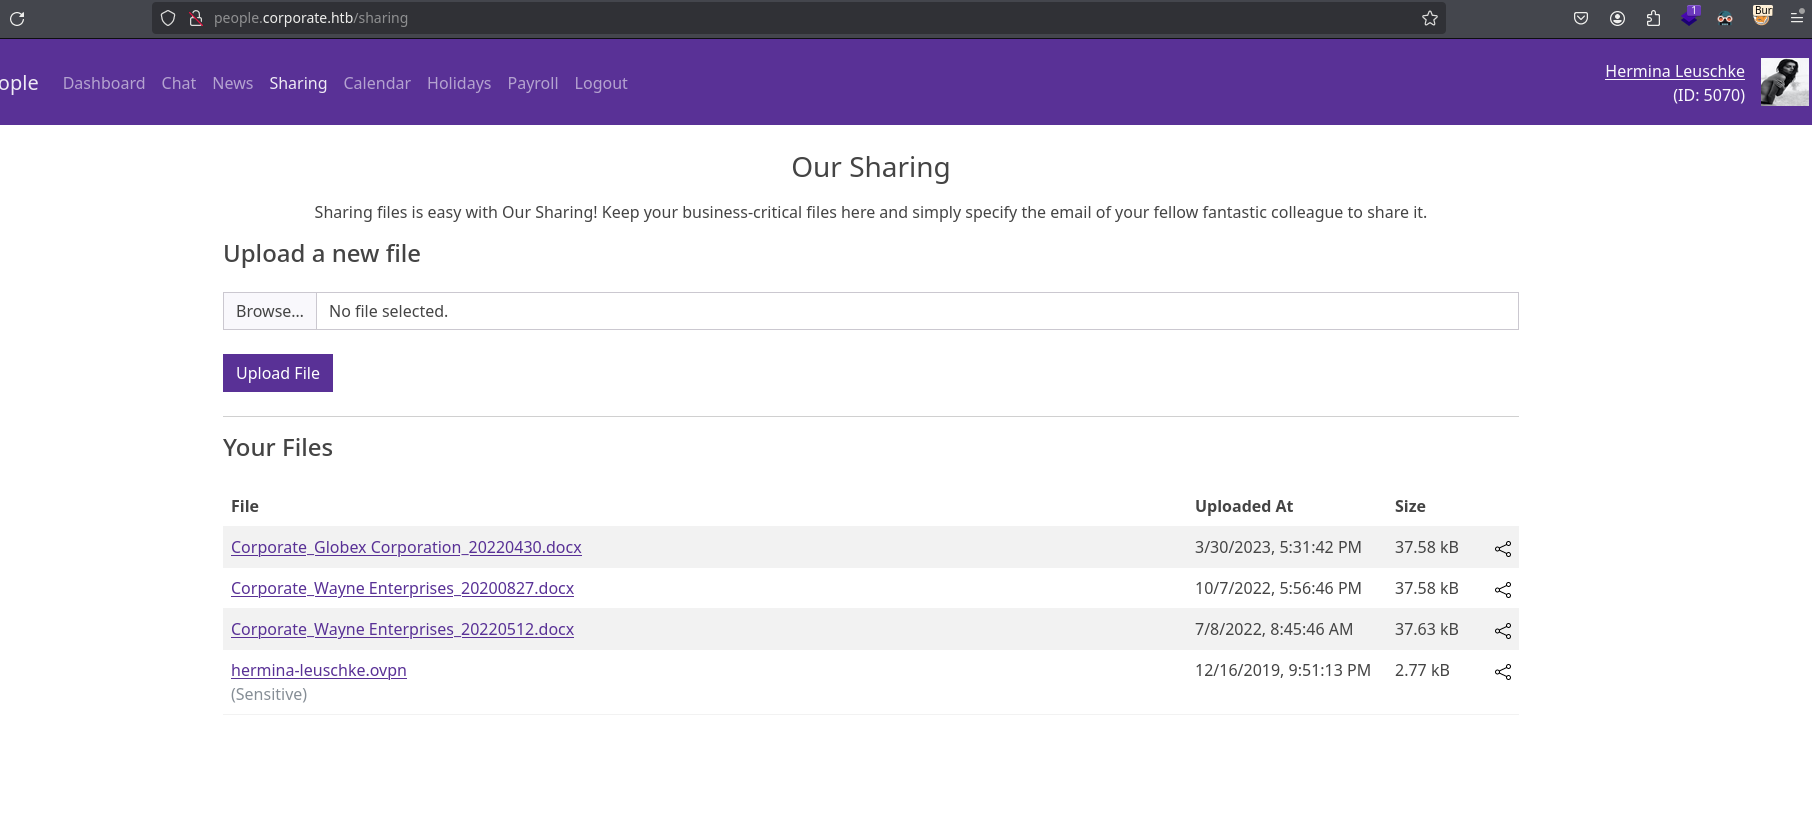 people.corporate.htb/sharing
1
Bur
ople Dashboard Chat News Sharing Calendar Holidays Payroll Logout
Hermina Leuschke
(ID: 5070)
Our Sharing
Sharing files is easy with Our Sharing! Keep your business-critical files here and simply specify the email of your fellow fantastic colleague to share it.
Upload a new file
Browse... No file selected.
Upload File
Your Files
File Uploaded At Size
Corporate_Globex Corporation_20220430.docx 3/30/2023, 5:31:42 PM 37.58 kB
Corporate_Wayne Enterprises_20200827.docx 10/7/2022, 5:56:46 PM 37.58 kB
Corporate_Wayne Enterprises_20220512.docx 7/8/2022, 8:45:46 AM 37.63 kB
hermina-leuschke.ovpn 12/16/2019, 9:51:13 PM 2.77 kB
(Sensitive)